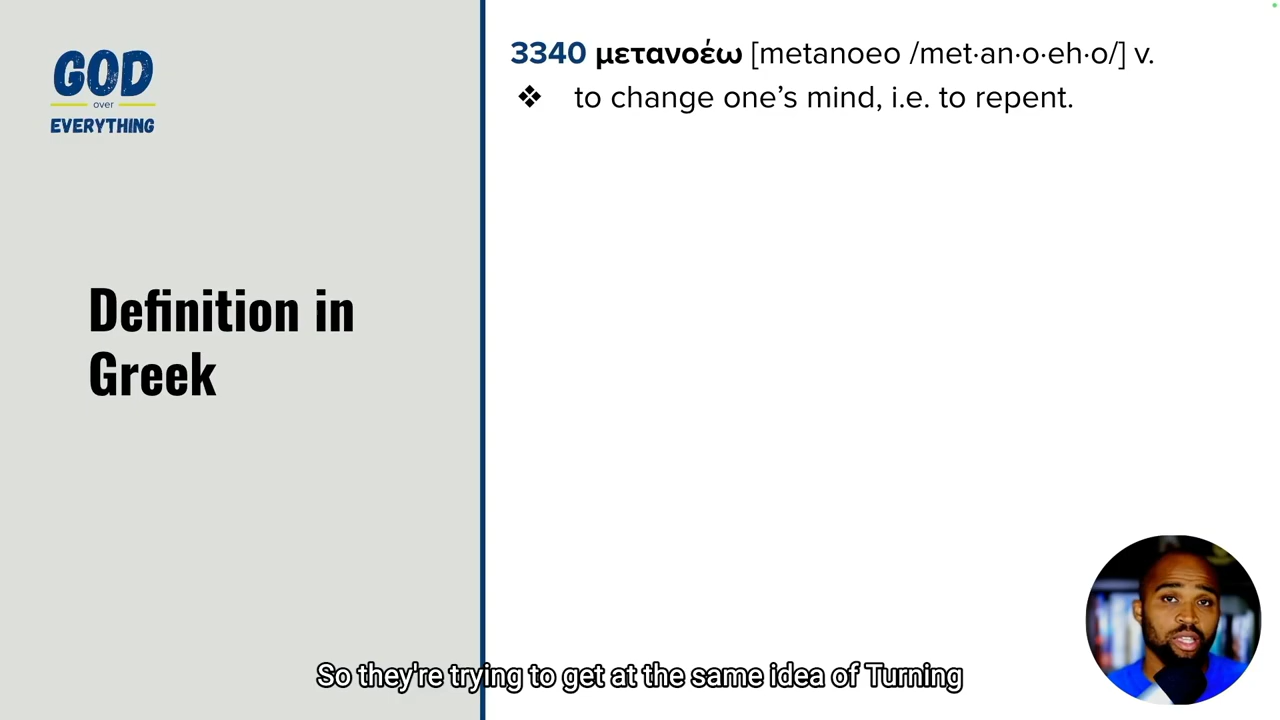 GOD
over
EVERYTHING
Definition in
Greek
3340 μετανοέω [metanoeo /met·an·o·eh·o/] v.
❖ to change one’s mind, i.e. to repent.
So they're trying to get at the same idea of Turning